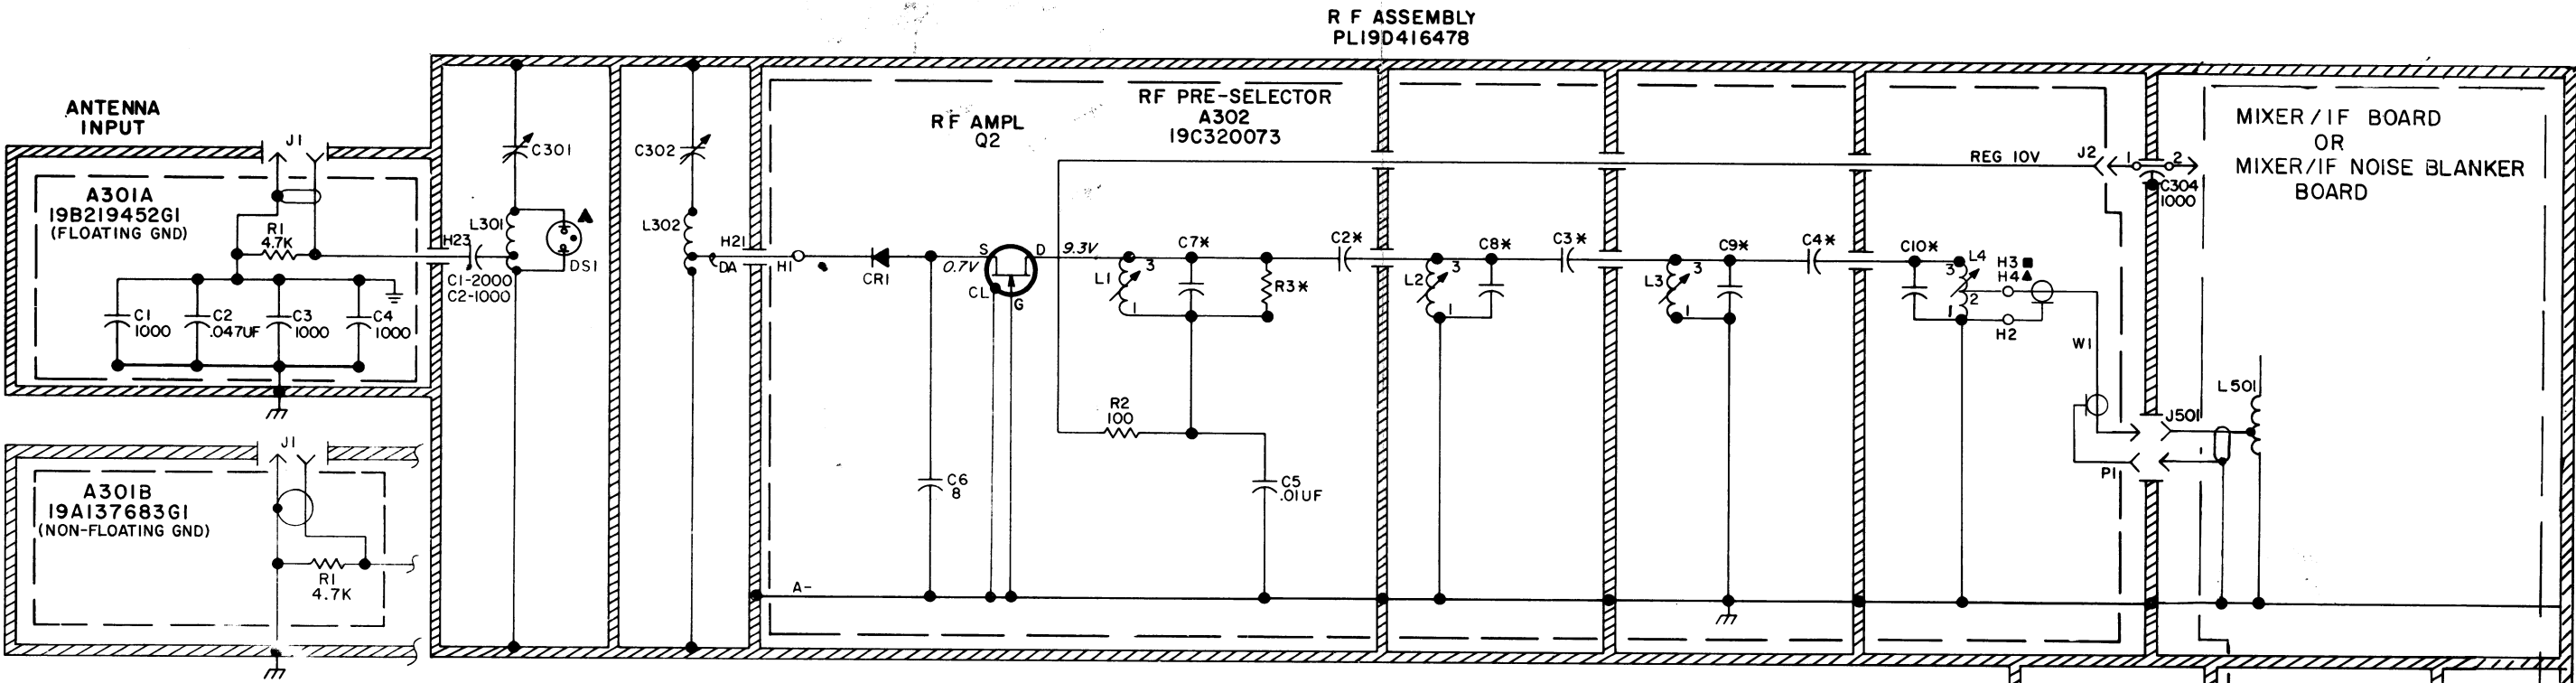 R F ASSEMBLY
PL19D416478
ANTENNA
INPUT
J1
A301A
19B219452G1
(FLOATING GND)
R1
4.7K
C1
1000
C2
.047UF
C3
1000
C4
1000
H23
C1-2000
C2-1000
C301
L301
DS1
C302
L302
H21
DA
H1
RF AMPL
Q2
RF PRE-SELECTOR
A302
19C320073
CR1
0.7V
S
D
CL
G
9.3V
L1
3
1
C7*
R3*
C2*
L2
3
1
C8*
C3*
L3
3
1
C9*
C4*
C10*
L4
3
2
1
H3
H4
H2
W1
REG 10V
J2
1
2
C304
1000
MIXER/IF BOARD
OR
MIXER/IF NOISE BLANKER
BOARD
R2
100
C6
8
C5
.01UF
A-
L501
J501
P1
J1
A301B
19A137683G1
(NON-FLOATING GND)
R1
4.7K